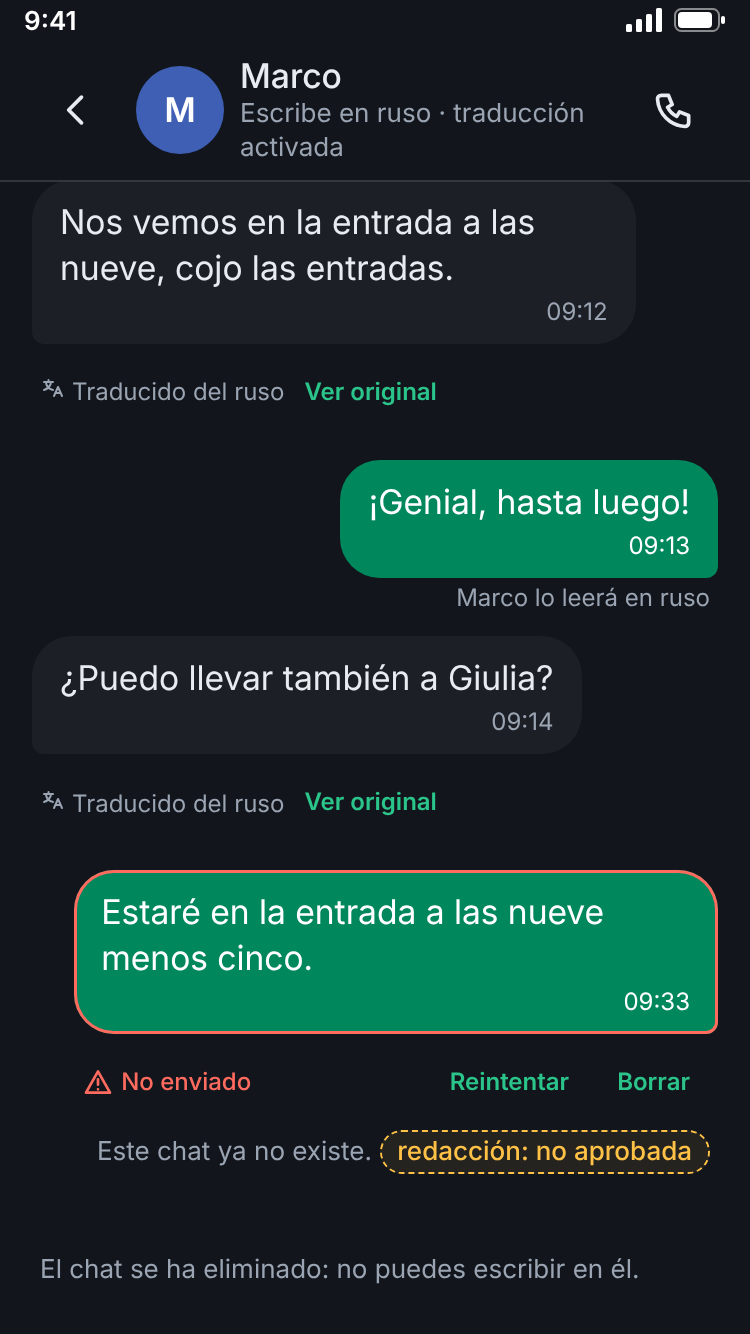 9:41
M
Marco
Escribe en ruso · traducción
activada
Nos vemos en la entrada a las
nueve, cojo las entradas.
09:12
Traducido del ruso Ver original
¡Genial, hasta luego!
09:13
Marco lo leerá en ruso
¿Puedo llevar también a Giulia?
09:14
Traducido del ruso Ver original
Estaré en la entrada a las nueve
menos cinco.
09:33
No enviado Reintentar Borrar
Este chat ya no existe. redacción: no aprobada
El chat se ha eliminado: no puedes escribir en él.